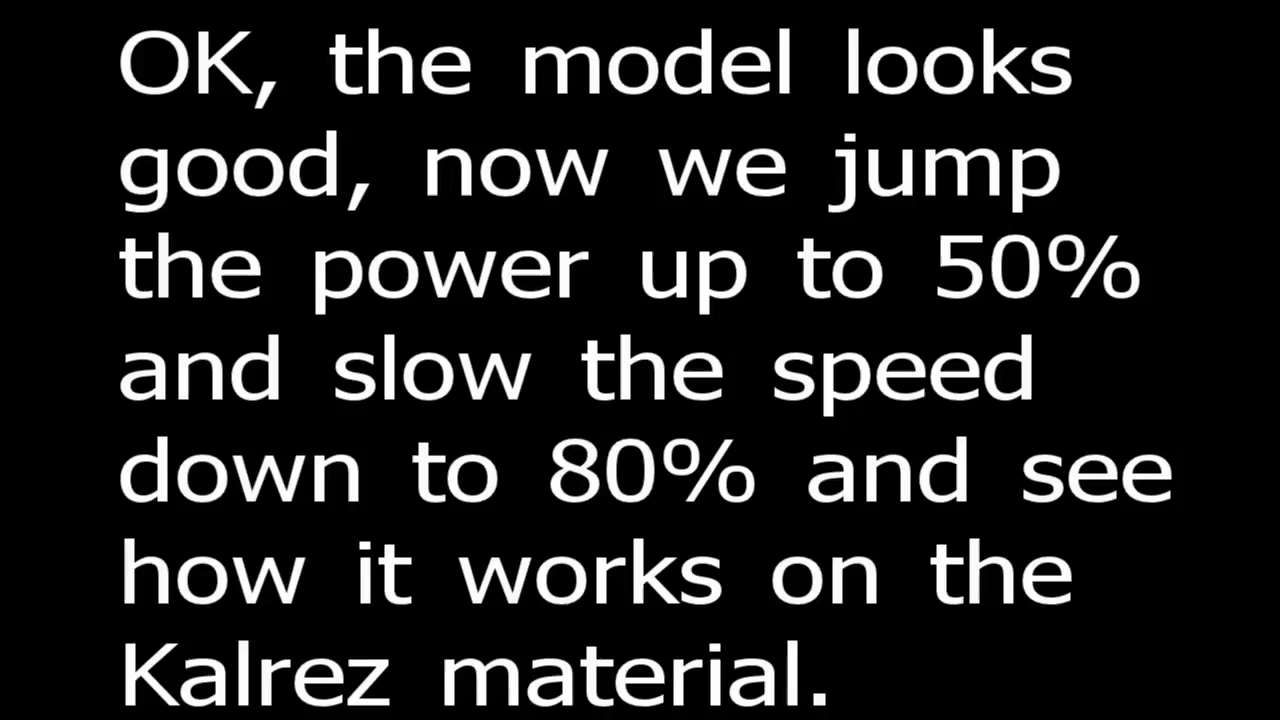 OK, the model looks
good, now we jump
the power up to 50%
and slow the speed
down to 80% and see
how it works on the
Kalrez material.